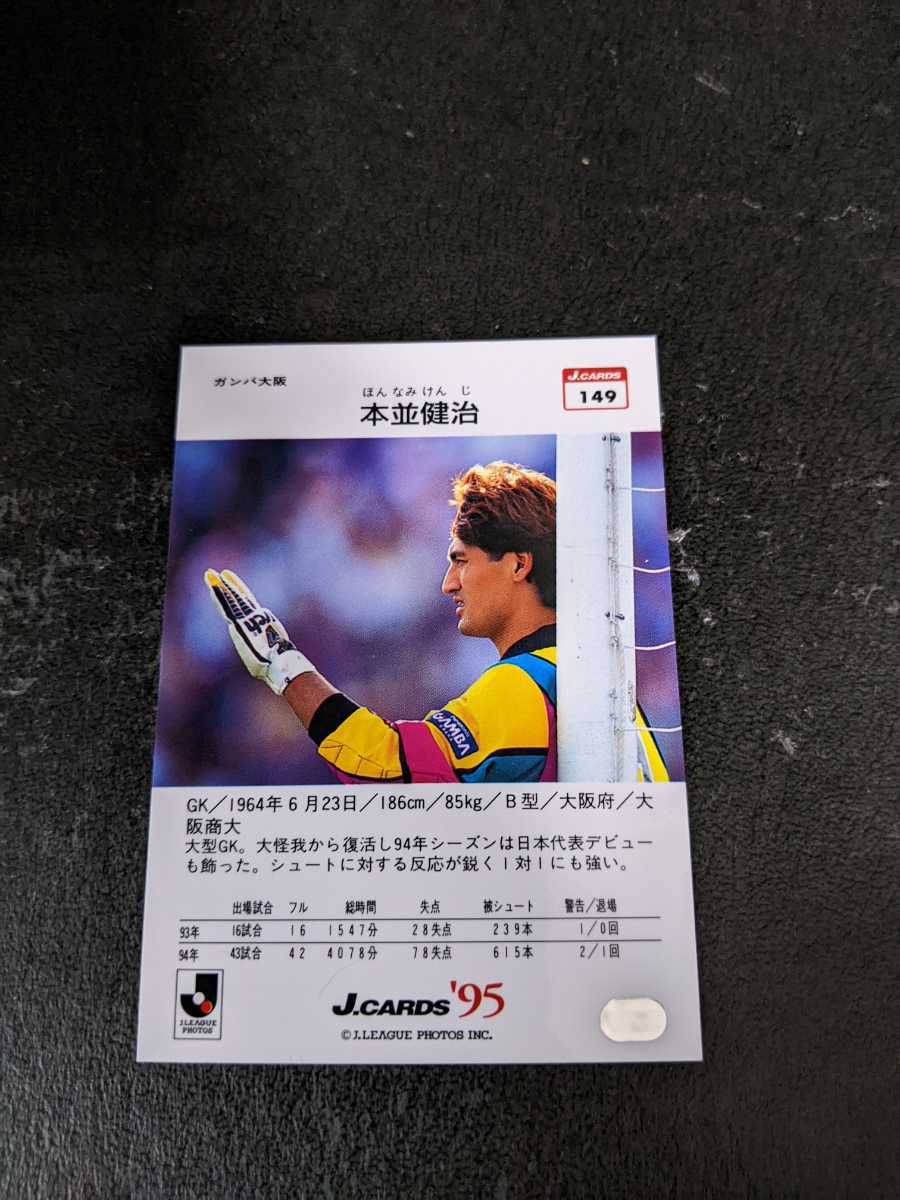 ガンバ大阪
J.CARDS
149
ほん なみ けん じ
本並健治
GAMBA
GK／1964年6月23日／186cm／85kg／B型／大阪府／大
阪商大
大型GK。大怪我から復活し94年シーズンは日本代表デビュー
も飾った。シュートに対する反応が鋭く1対1にも強い。
出場試合 フル 総時間 失点 被シュート 警告／退場
93年 16試合 16 1547分 28失点 239本 1／0回
94年 43試合 42 4078分 78失点 615本 2／1回
J.LEAGUE
PHOTOS
J.CARDS '95
© J.LEAGUE PHOTOS INC.